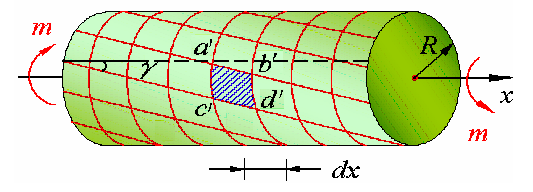 m
a' b' R
γ
c' d' x
m
dx